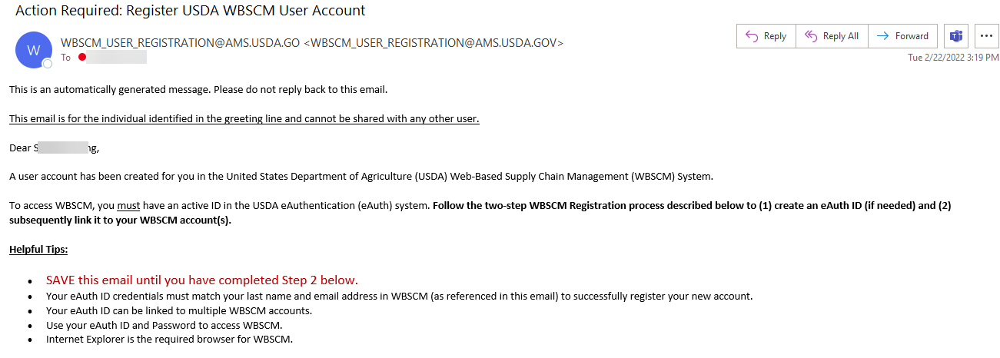 Action Required: Register USDA WBSCM User Account
W
WBSCM_USER_REGISTRATION@AMS.USDA.GO <WBSCM_USER_REGISTRATION@AMS.USDA.GOV>
Reply
Reply All
Forward
To
Tue 2/22/2022 3:19 PM
This is an automatically generated message. Please do not reply back to this email.
This email is for the individual identified in the greeting line and cannot be shared with any other user.
Dear
A user account has been created for you in the United States Department of Agriculture (USDA) Web-Based Supply Chain Management (WBSCM) System.
To access WBSCM, you must have an active ID in the USDA eAuthentication (eAuth) system. Follow the two-step WBSCM Registration process described below to (1) create an eAuth ID (if needed) and (2)
subsequently link it to your WBSCM account(s).
Helpful Tips:
• SAVE this email until you have completed Step 2 below.
• Your eAuth ID credentials must match your last name and email address in WBSCM (as referenced in this email) to successfully register your new account.
• Your eAuth ID can be linked to multiple WBSCM accounts.
• Use your eAuth ID and Password to access WBSCM.
• Internet Explorer is the required browser for WBSCM.